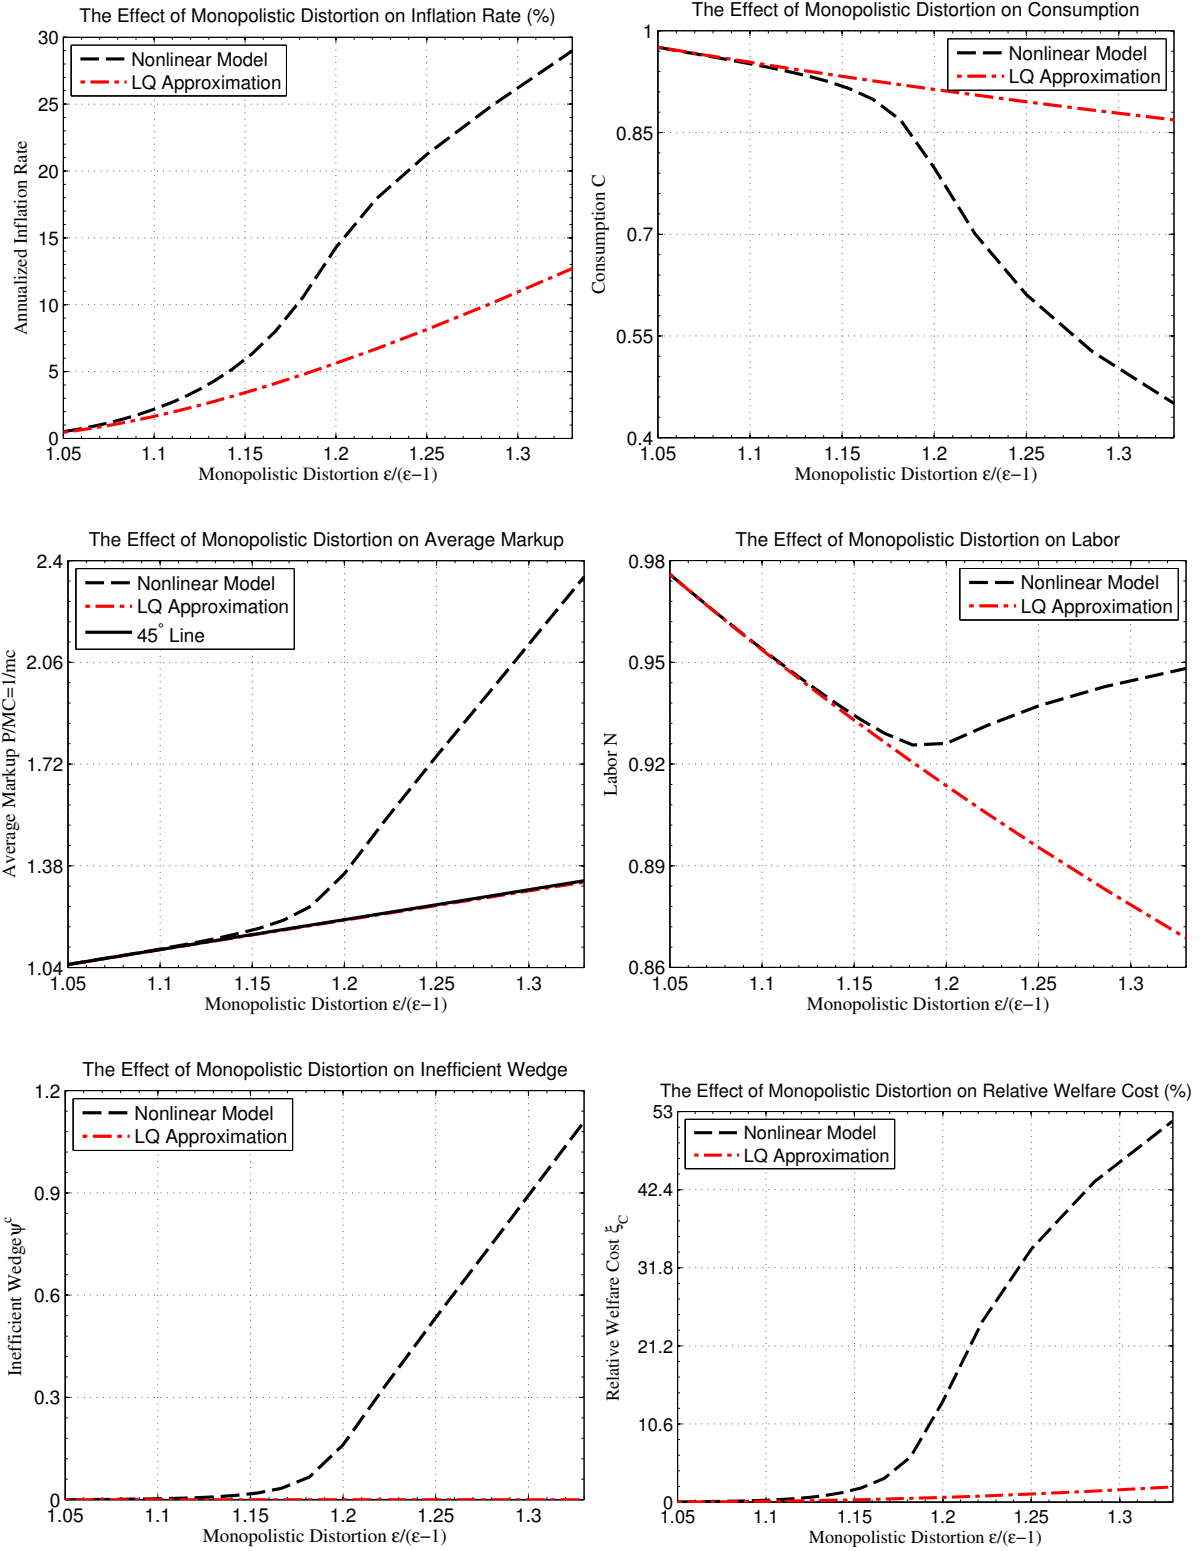 The Effect of Monopolistic Distortion on Inflation Rate (%)
30
25
20
15
10
5
0
Annualized Inflation Rate
Nonlinear Model
LQ Approximation
1.05
1.1
1.15
1.2
1.25
1.3
Monopolistic Distortion ε/(ε−1)
The Effect of Monopolistic Distortion on Consumption
1
0.85
0.7
0.55
0.4
Consumption C
Nonlinear Model
LQ Approximation
1.05
1.1
1.15
1.2
1.25
1.3
Monopolistic Distortion ε/(ε−1)
The Effect of Monopolistic Distortion on Average Markup
2.4
2.06
1.72
1.38
1.04
Average Markup P/MC=1/mc
Nonlinear Model
LQ Approximation
45° Line
1.05
1.1
1.15
1.2
1.25
1.3
Monopolistic Distortion ε/(ε−1)
The Effect of Monopolistic Distortion on Labor
0.98
0.95
0.92
0.89
0.86
Labor N
Nonlinear Model
LQ Approximation
1.05
1.1
1.15
1.2
1.25
1.3
Monopolistic Distortion ε/(ε−1)
The Effect of Monopolistic Distortion on Inefficient Wedge
1.2
0.9
0.6
0.3
0
Inefficient Wedge ψᶜ
Nonlinear Model
LQ Approximation
1.05
1.1
1.15
1.2
1.25
1.3
Monopolistic Distortion ε/(ε−1)
The Effect of Monopolistic Distortion on Relative Welfare Cost (%)
53
42.4
31.8
21.2
10.6
0
Relative Welfare Cost ξ_C
Nonlinear Model
LQ Approximation
1.05
1.1
1.15
1.2
1.25
1.3
Monopolistic Distortion ε/(ε−1)